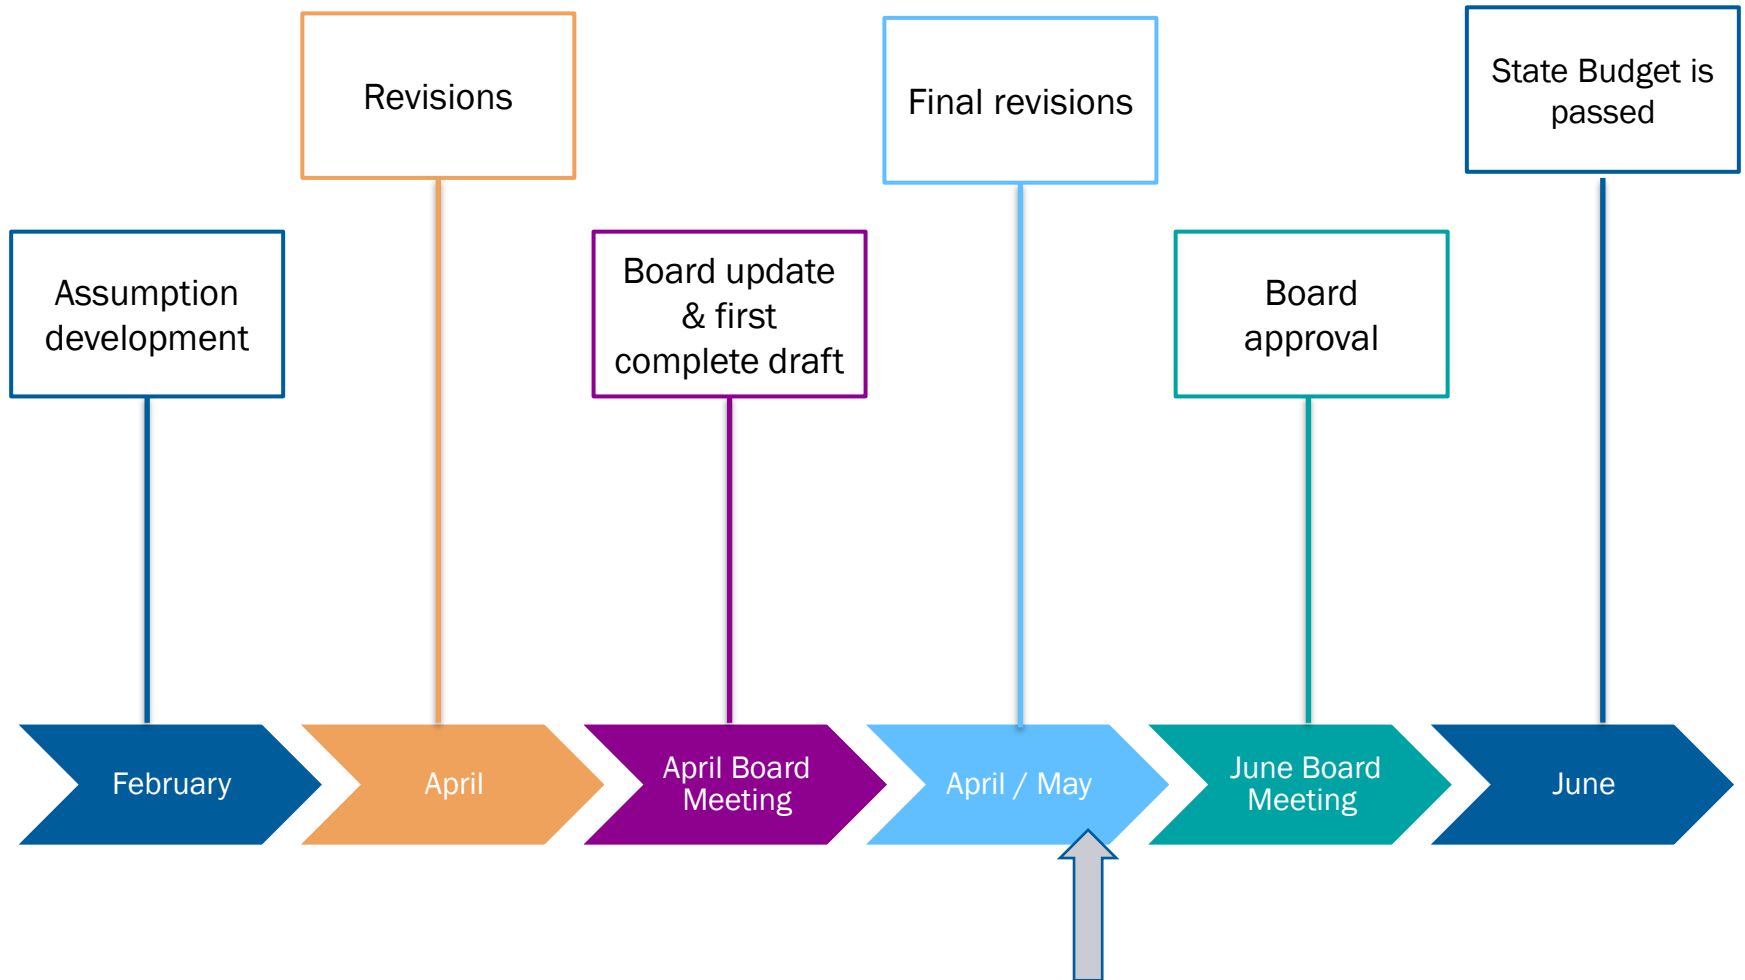 Revisions
Final revisions
State Budget is
passed
Assumption
development
Board update
& first
complete draft
Board
approval
February
April
April Board
Meeting
April / May
June Board
Meeting
June